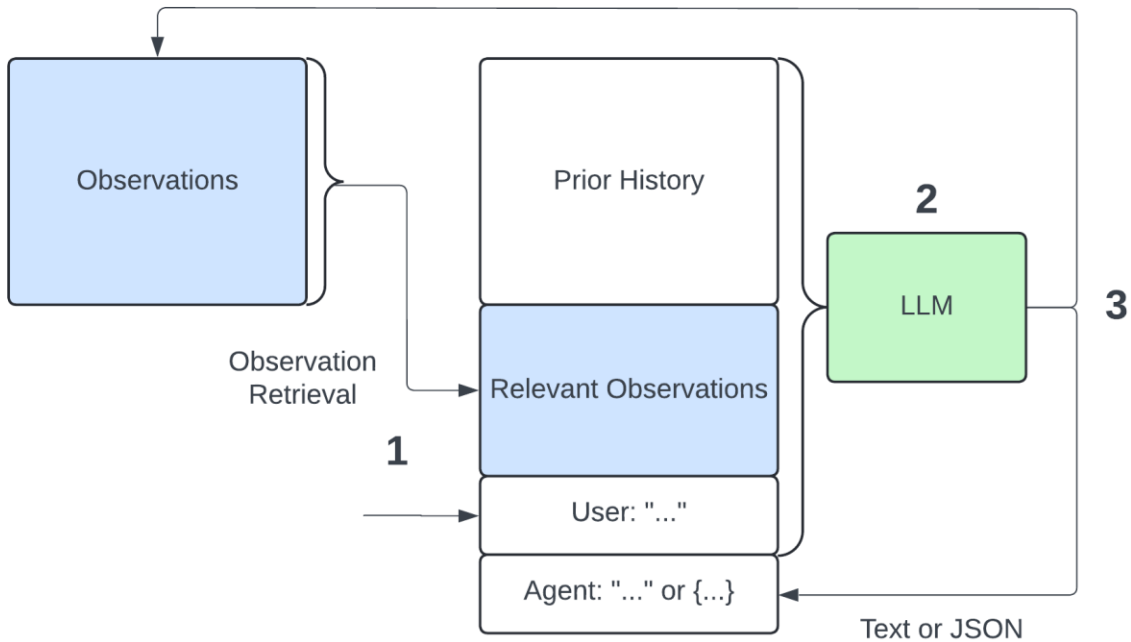 Observations
Prior History
2
LLM
3
Observation
Retrieval
Relevant Observations
1
User: "..."
Agent: "..." or {...}
Text or JSON